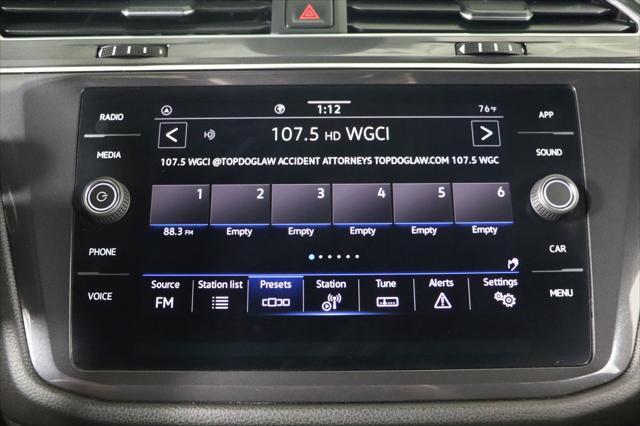 1:12
76°F
RADIO
107.5 HD WGCI
APP
MEDIA
SOUND
107.5 WGCI @TOPDOGLAW ACCIDENT ATTORNEYS TOPDOGLAW.COM 107.5 WGC
1 2 3 4 5 6
88.3 FM Empty Empty Empty Empty Empty
PHONE
CAR
VOICE
MENU
Source Station list Presets Station Tune Alerts Settings
FM